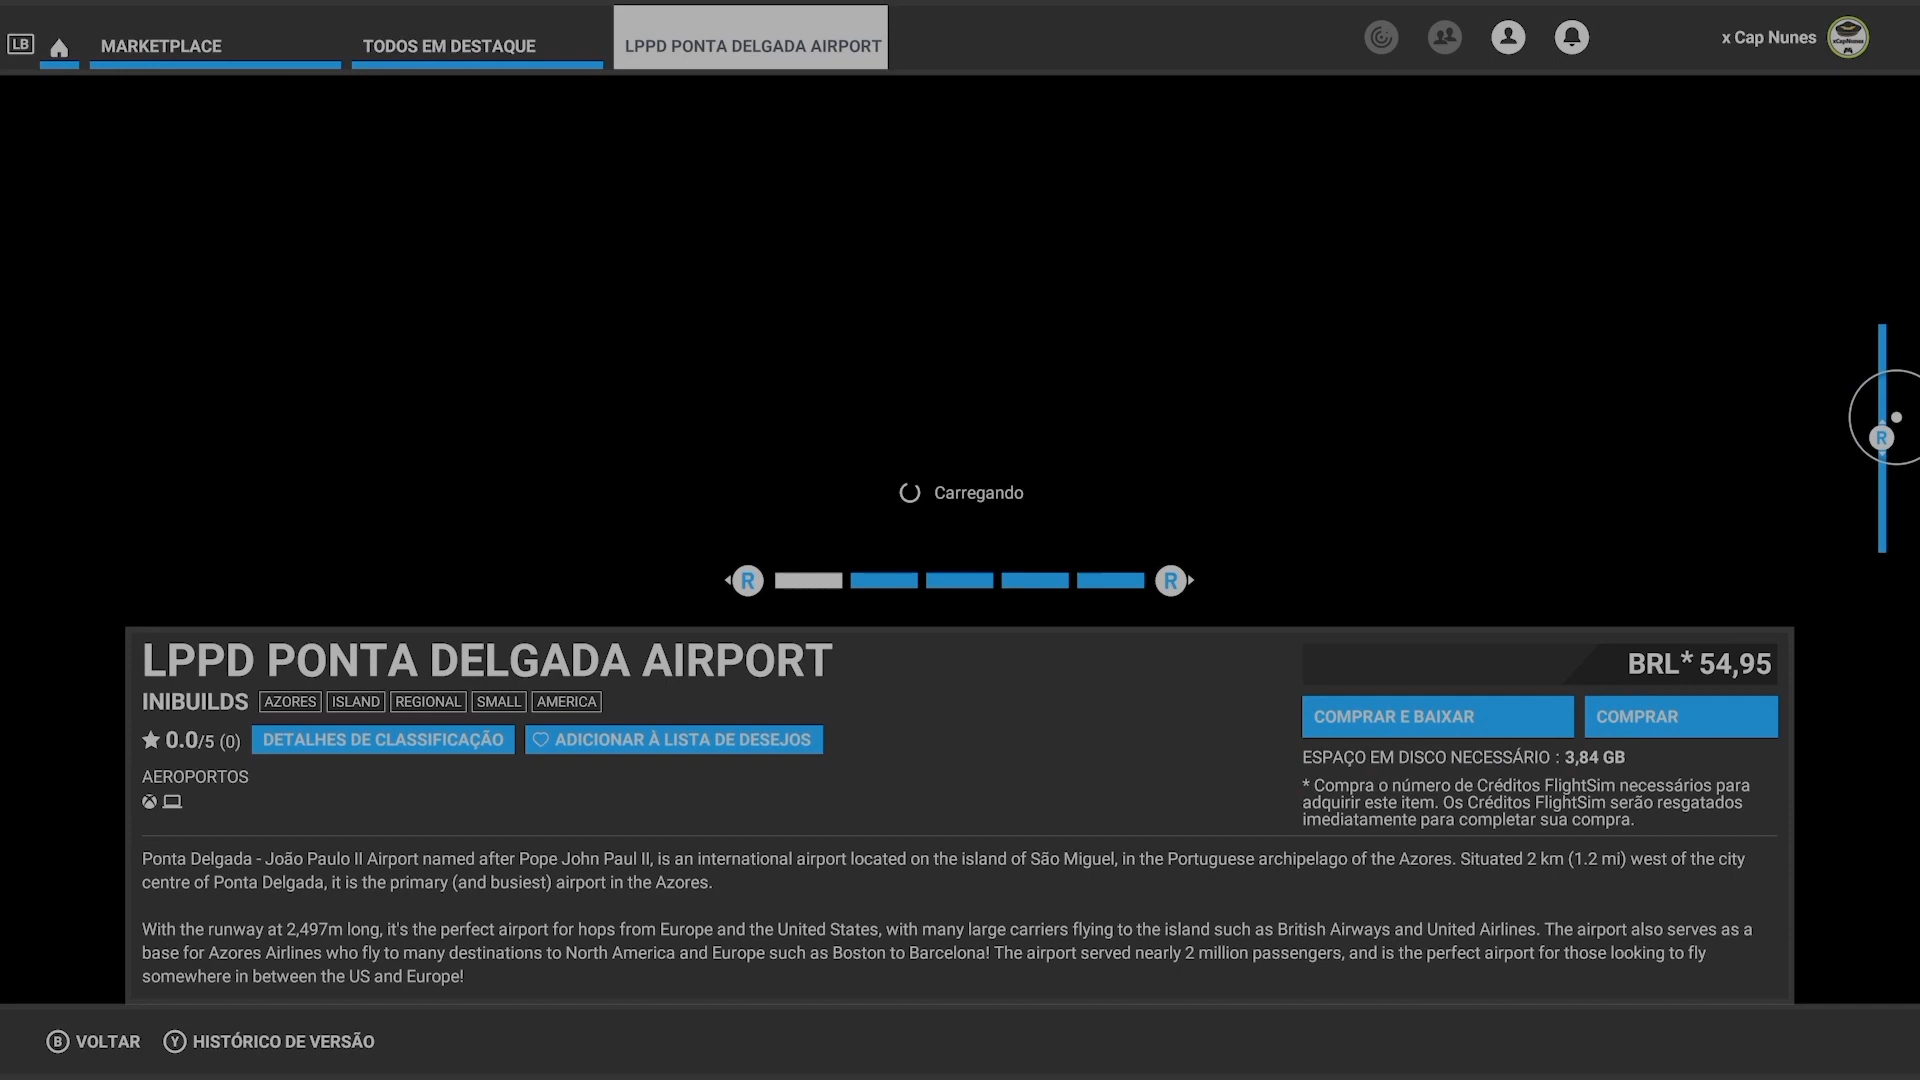 LB
MARKETPLACE
TODOS EM DESTAQUE
LPPD PONTA DELGADA AIRPORT
x Cap Nunes
R
Carregando
R
R
LPPD PONTA DELGADA AIRPORT
INIBUILDS AZORES ISLAND REGIONAL SMALL AMERICA
0.0/5 (0) DETALHES DE CLASSIFICAÇÃO ADICIONAR À LISTA DE DESEJOS
AEROPORTOS
BRL* 54,95
COMPRAR E BAIXAR COMPRAR
ESPAÇO EM DISCO NECESSÁRIO : 3,84 GB
* Compra o número de Créditos FlightSim necessários para
adquirir este item. Os Créditos FlightSim serão resgatados
imediatamente para completar sua compra.
Ponta Delgada - João Paulo II Airport named after Pope John Paul II, is an international airport located on the island of São Miguel, in the Portuguese archipelago of the Azores. Situated 2 km (1.2 mi) west of the city
centre of Ponta Delgada, it is the primary (and busiest) airport in the Azores.
With the runway at 2,497m long, it's the perfect airport for hops from Europe and the United States, with many large carriers flying to the island such as British Airways and United Airlines. The airport also serves as a
base for Azores Airlines who fly to many destinations to North America and Europe such as Boston to Barcelona! The airport served nearly 2 million passengers, and is the perfect airport for those looking to fly
somewhere in between the US and Europe!
B VOLTAR Y HISTÓRICO DE VERSÃO